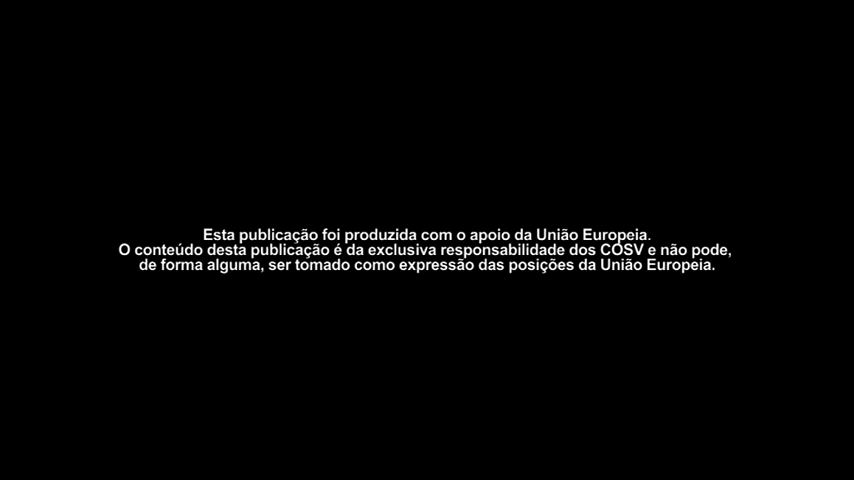 Esta publicação foi produzida com o apoio da União Europeia.
O conteúdo desta publicação é da exclusiva responsabilidade dos COSV e não pode,
de forma alguma, ser tomado como expressão das posições da União Europeia.